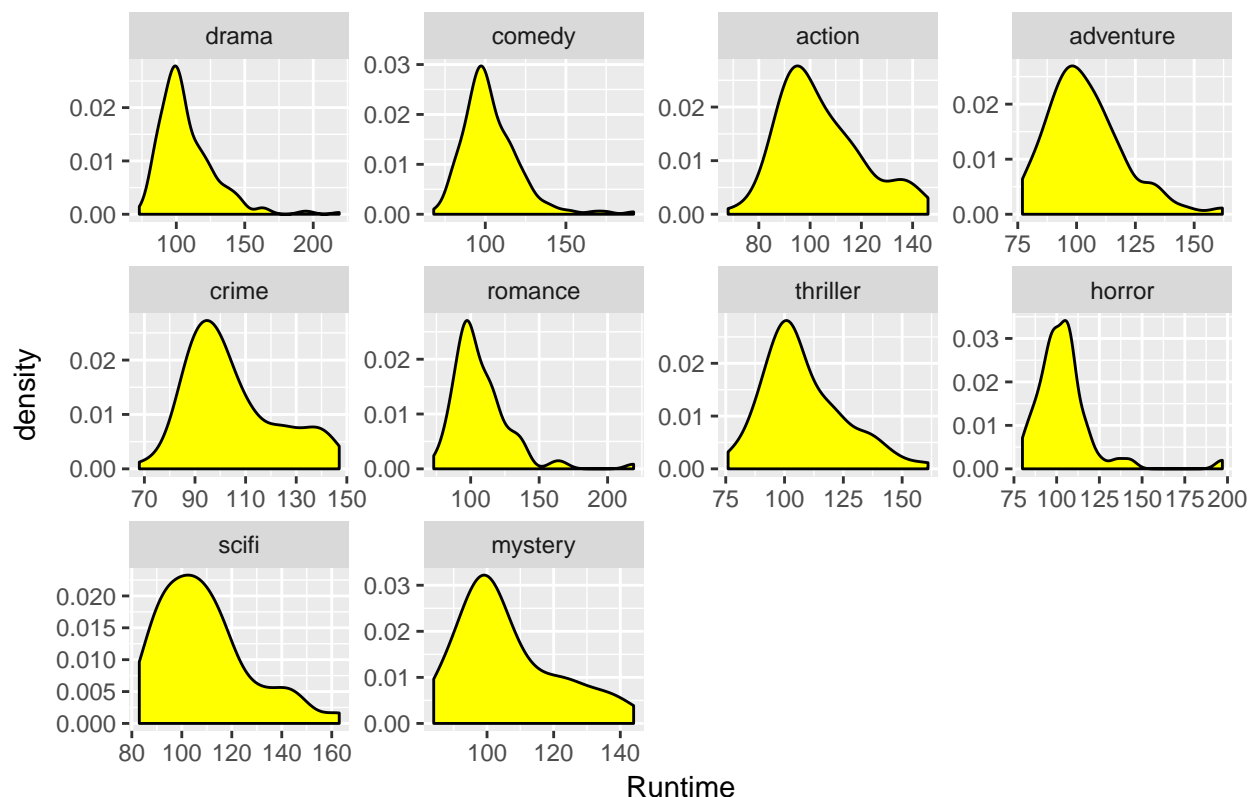 drama comedy action adventure
0.03
0.02 0.02 0.02 0.02
0.01 0.01 0.01 0.01
0.00 0.00 0.00 0.00
100 150 200 100 150 80 100 120 140 75 100 125 150
crime romance thriller horror
0.02 0.02 0.02 0.03
0.02
0.01 0.01 0.01 0.01
0.00 0.00 0.00 0.00
70 90 110 130 150 100 150 200 75 100 125 150 75 100 125 150 175 200
density
scifi mystery
0.020 0.03
0.015 0.02
0.010 0.01
0.005
0.000 0.00
80 100 120 140 160 100 120 140
Runtime